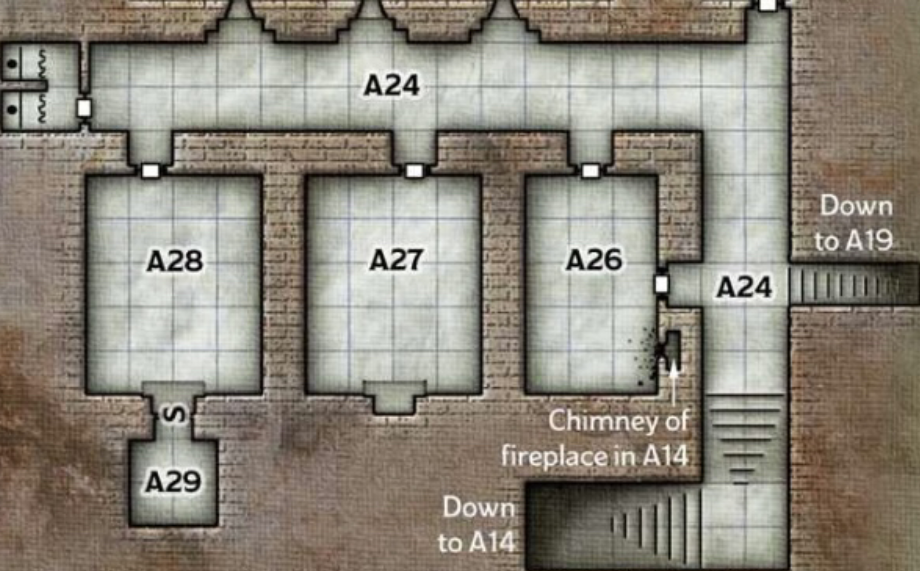 A24
Down
to A19
A28
A27
A26
A24
S
Chimney of
fireplace in A14
A29
Down
to A14